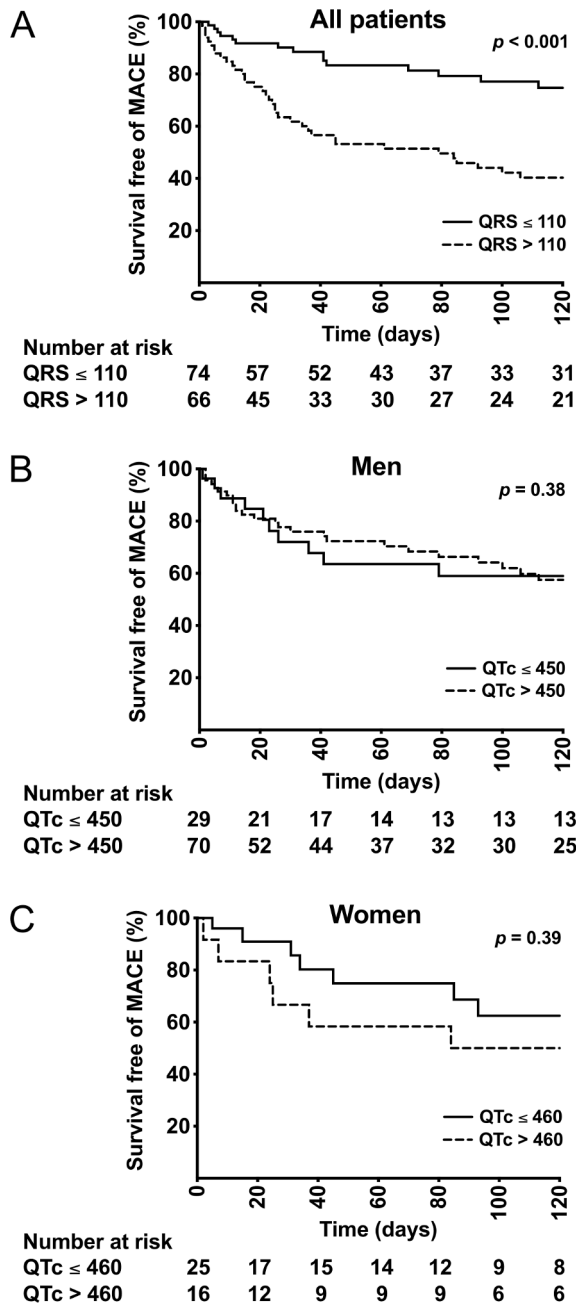 A
All patients
p < 0.001
Survival free of MACE (%)
100
80
60
40
20
QRS ≤ 110
QRS > 110
0 20 40 60 80 100 120
Time (days)
Number at risk
QRS ≤ 110 74 57 52 43 37 33 31
QRS > 110 66 45 33 30 27 24 21
B
Men
p = 0.38
Survival free of MACE (%)
100
80
60
40
20
QTc ≤ 450
QTc > 450
0 20 40 60 80 100 120
Time (days)
Number at risk
QTc ≤ 450 29 21 17 14 13 13 13
QTc > 450 70 52 44 37 32 30 25
C
Women
p = 0.39
Survival free of MACE (%)
100
80
60
40
20
QTc ≤ 460
QTc > 460
0 20 40 60 80 100 120
Time (days)
Number at risk
QTc ≤ 460 25 17 15 14 12 9 8
QTc > 460 16 12 9 9 9 6 6